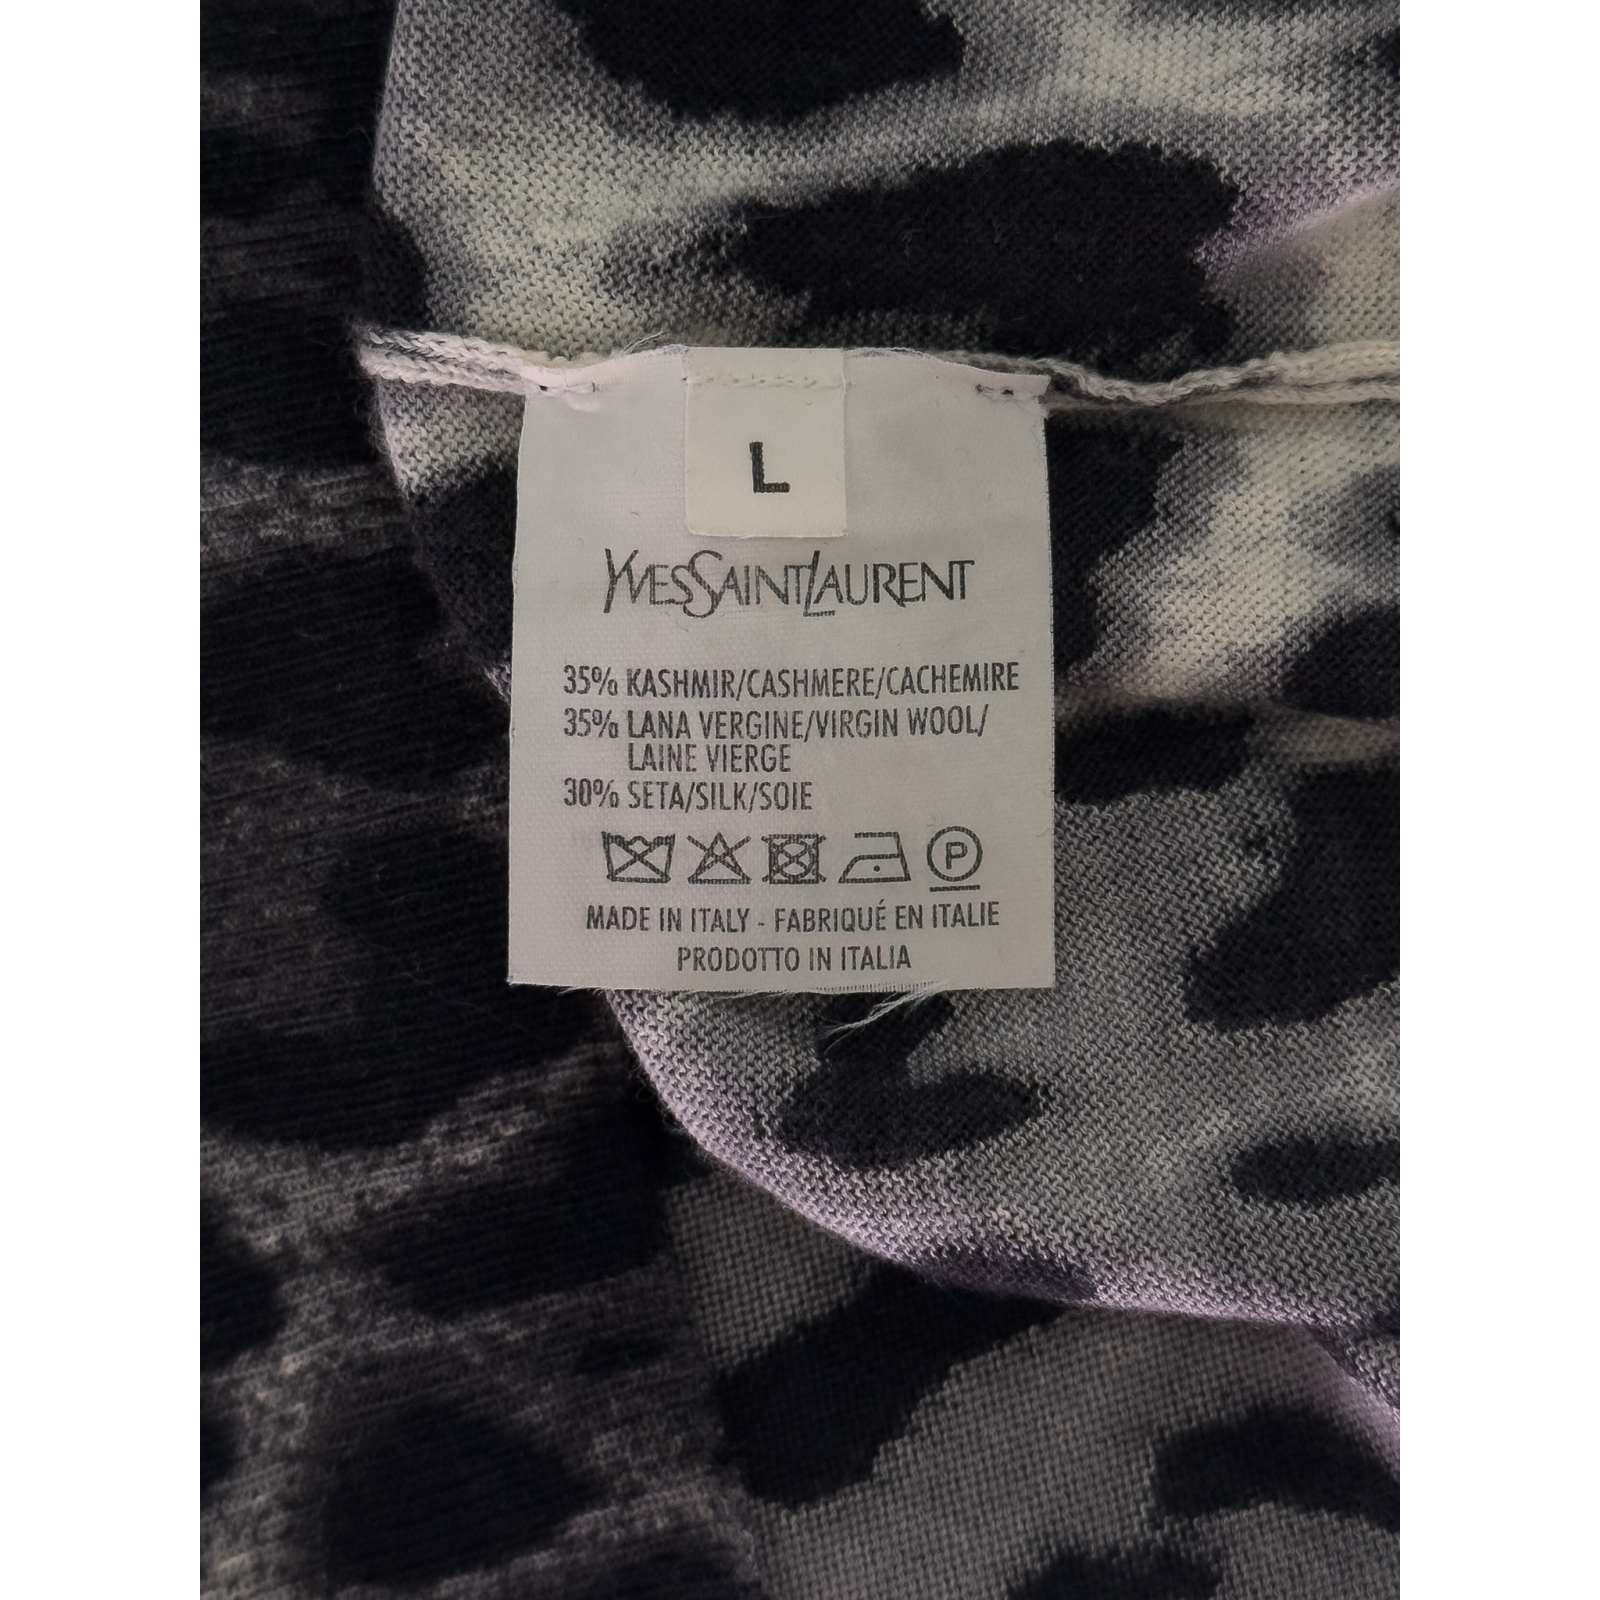 L
YVESSAINTLAURENT
35% KASHMIR/CASHMERE/CACHEMIRE
35% LANA VERGINE/VIRGIN WOOL/
LAINE VIERGE
30% SETA/SILK/SOIE
P
MADE IN ITALY - FABRIQUÉ EN ITALIE
PRODOTTO IN ITALIA